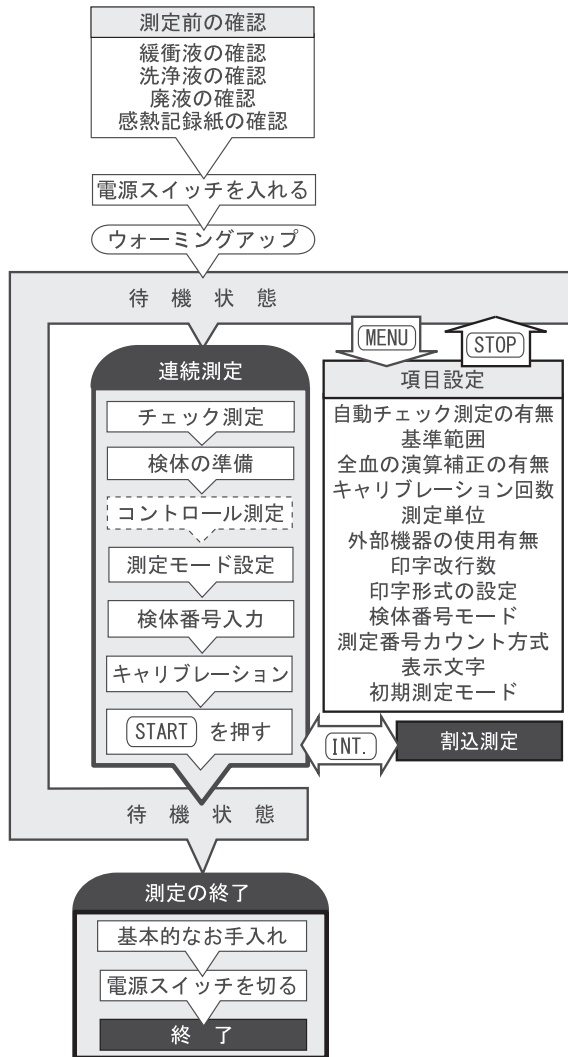 測定前の確認
緩衝液の確認
洗浄液の確認
廃液の確認
感熱記録紙の確認
電源スイッチを入れる
ウォーミングアップ
待機状態
MENU
STOP
連続測定
チェック測定
検体の準備
コントロール測定
測定モード設定
検体番号入力
キャリブレーション
START を押す
項目設定
自動チェック測定の有無
基準範囲
全血の演算補正の有無
キャリブレーション回数
測定単位
外部機器の使用有無
印字改行数
印字形式の設定
検体番号モード
測定番号カウント方式
表示文字
初期測定モード
INT.
割込測定
待機状態
測定の終了
基本的なお手入れ
電源スイッチを切る
終了